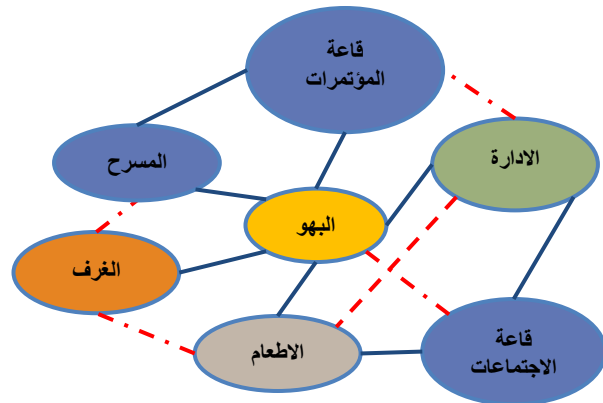 قاعة
المؤتمرات
المسرح
الادارة
البهو
الغرف
الاطعام
قاعة
الاجتماعات